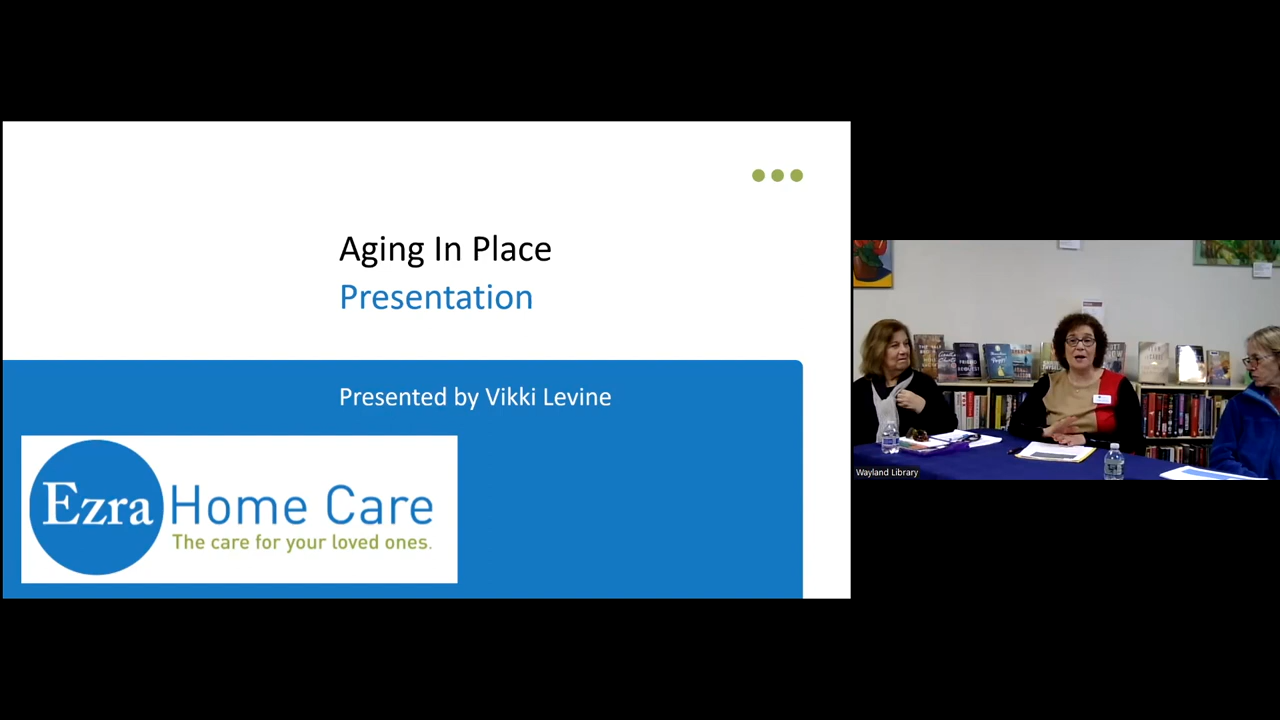 Aging In Place
Presentation
Presented by Vikki Levine
Ezra Home Care
The care for your loved ones.
Wayland Library